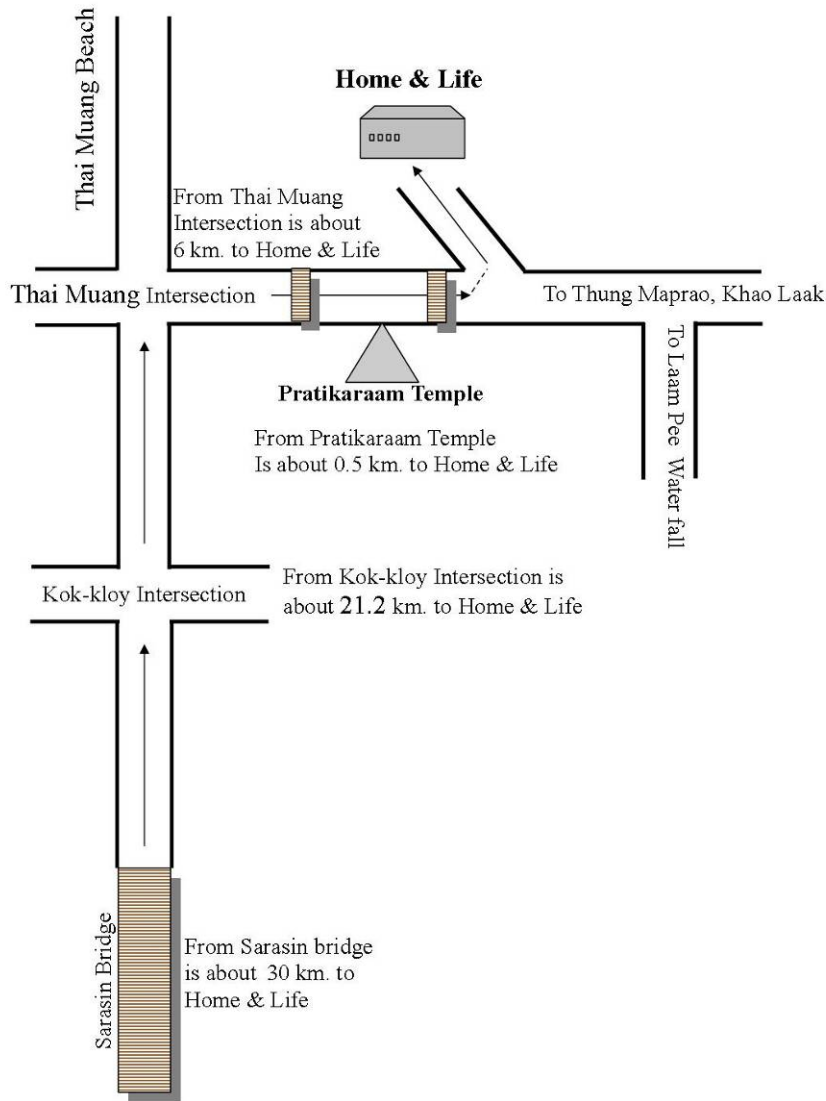 Thai Muang Beach
Home & Life
From Thai Muang
Intersection is about
6 km. to Home & Life
Thai Muang Intersection
To Thung Maprao, Khao Laak
To Laam Pee Water fall
Pratikaraam Temple
From Pratikaraam Temple
Is about 0.5 km. to Home & Life
Kok-kloy Intersection
From Kok-kloy Intersection is
about 21.2 km. to Home & Life
Sarasin Bridge
From Sarasin bridge
is about 30 km. to
Home & Life